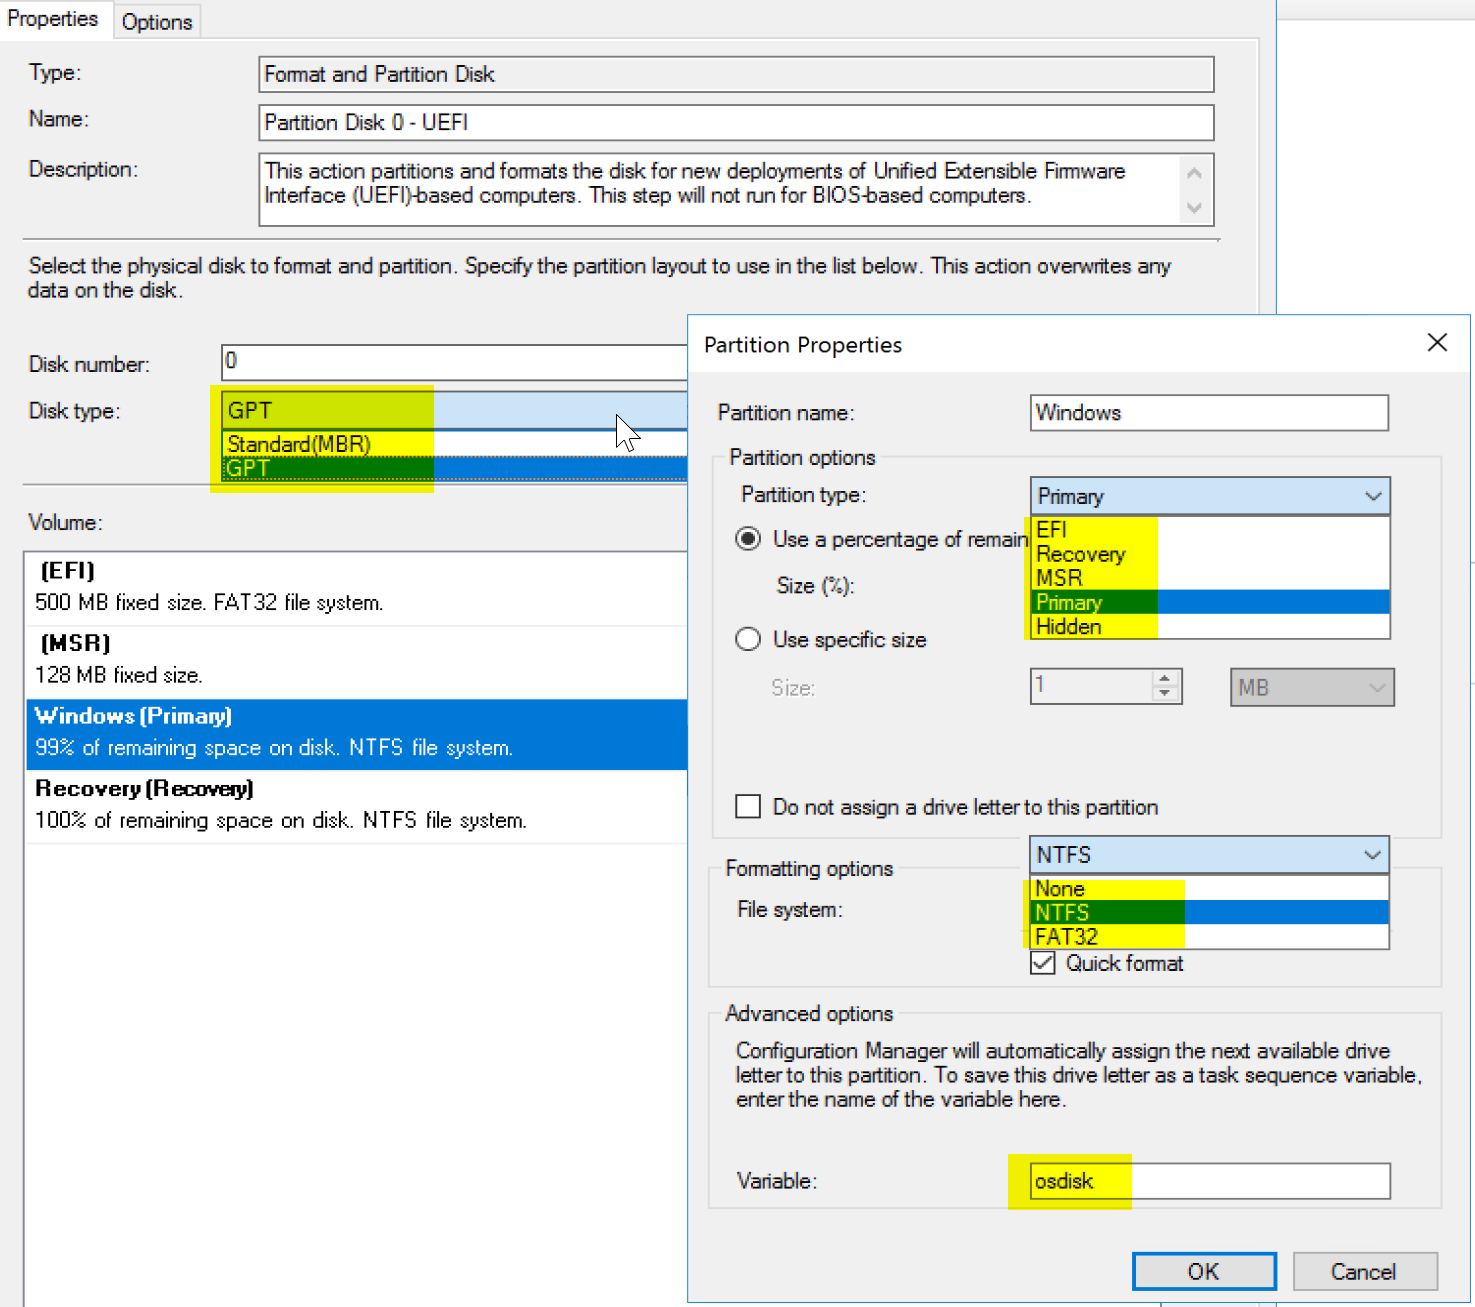 Properties
Options
Type:
Format and Partition Disk
Name:
Partition Disk 0 - UEFI
Description:
This action partitions and formats the disk for new deployments of Unified Extensible Firmware
Interface (UEFI)-based computers. This step will not run for BIOS-based computers.
Select the physical disk to format and partition. Specify the partition layout to use in the list below. This action overwrites any
data on the disk.
Disk number:
0
Disk type:
GPT
Standard(MBR)
GPT
Volume:
(EFI)
500 MB fixed size. FAT32 file system.
(MSR)
128 MB fixed size.
Windows (Primary)
99% of remaining space on disk. NTFS file system.
Recovery (Recovery)
100% of remaining space on disk. NTFS file system.
Partition Properties
Partition name:
Windows
Partition options
Partition type:
Primary
EFI
Recovery
MSR
Primary
Hidden
Use a percentage of remain
Size (%):
Use specific size
Size:
1
MB
Do not assign a drive letter to this partition
Formatting options
NTFS
File system:
None
NTFS
FAT32
Quick format
Advanced options
Configuration Manager will automatically assign the next available drive
letter to this partition. To save this drive letter as a task sequence variable,
enter the name of the variable here.
Variable:
osdisk
OK
Cancel